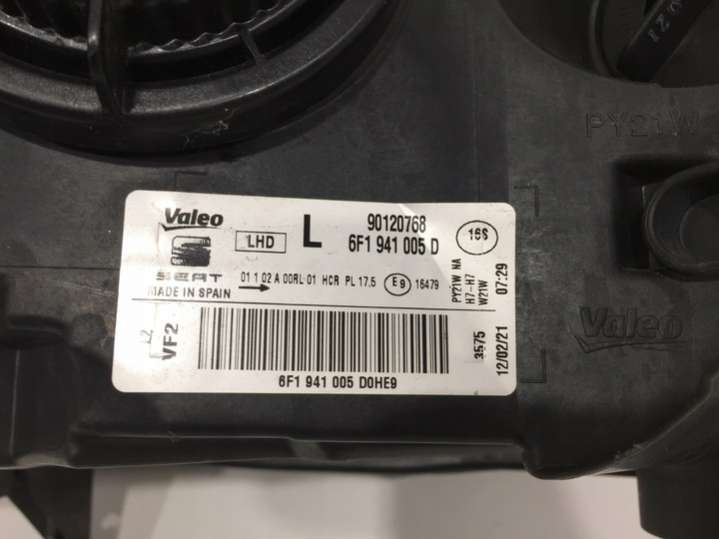 PY21W
Valeo
LHD
L
90120768
6F1 941 005 D
16S
SEAT
MADE IN SPAIN
01 1 02 A 00RL 01 HCR PL 17.5
E9
16479
PY21W NA
H7-H7
W21W
07:29
LZ
VF2
3575
12/02/21
6F1 941 005 D0HE9
Valeo